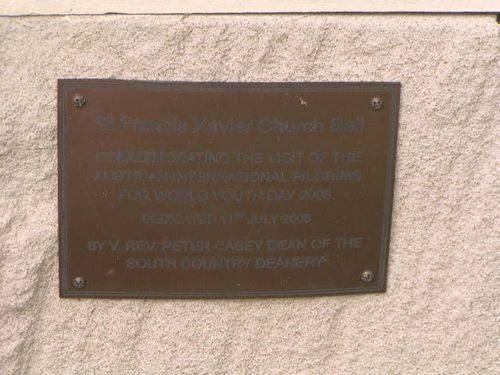 St Francis Xavier Church Bell
COMMEMORATING THE VISIT OF THE
AUSTRIAN INTERNATIONAL PILGRIMS
FOR WORLD YOUTH DAY 2008.
DEDICATED 11TH JULY 2008
BY V. REV. PETER CASEY DEAN OF THE
SOUTH COUNTRY DEANERY